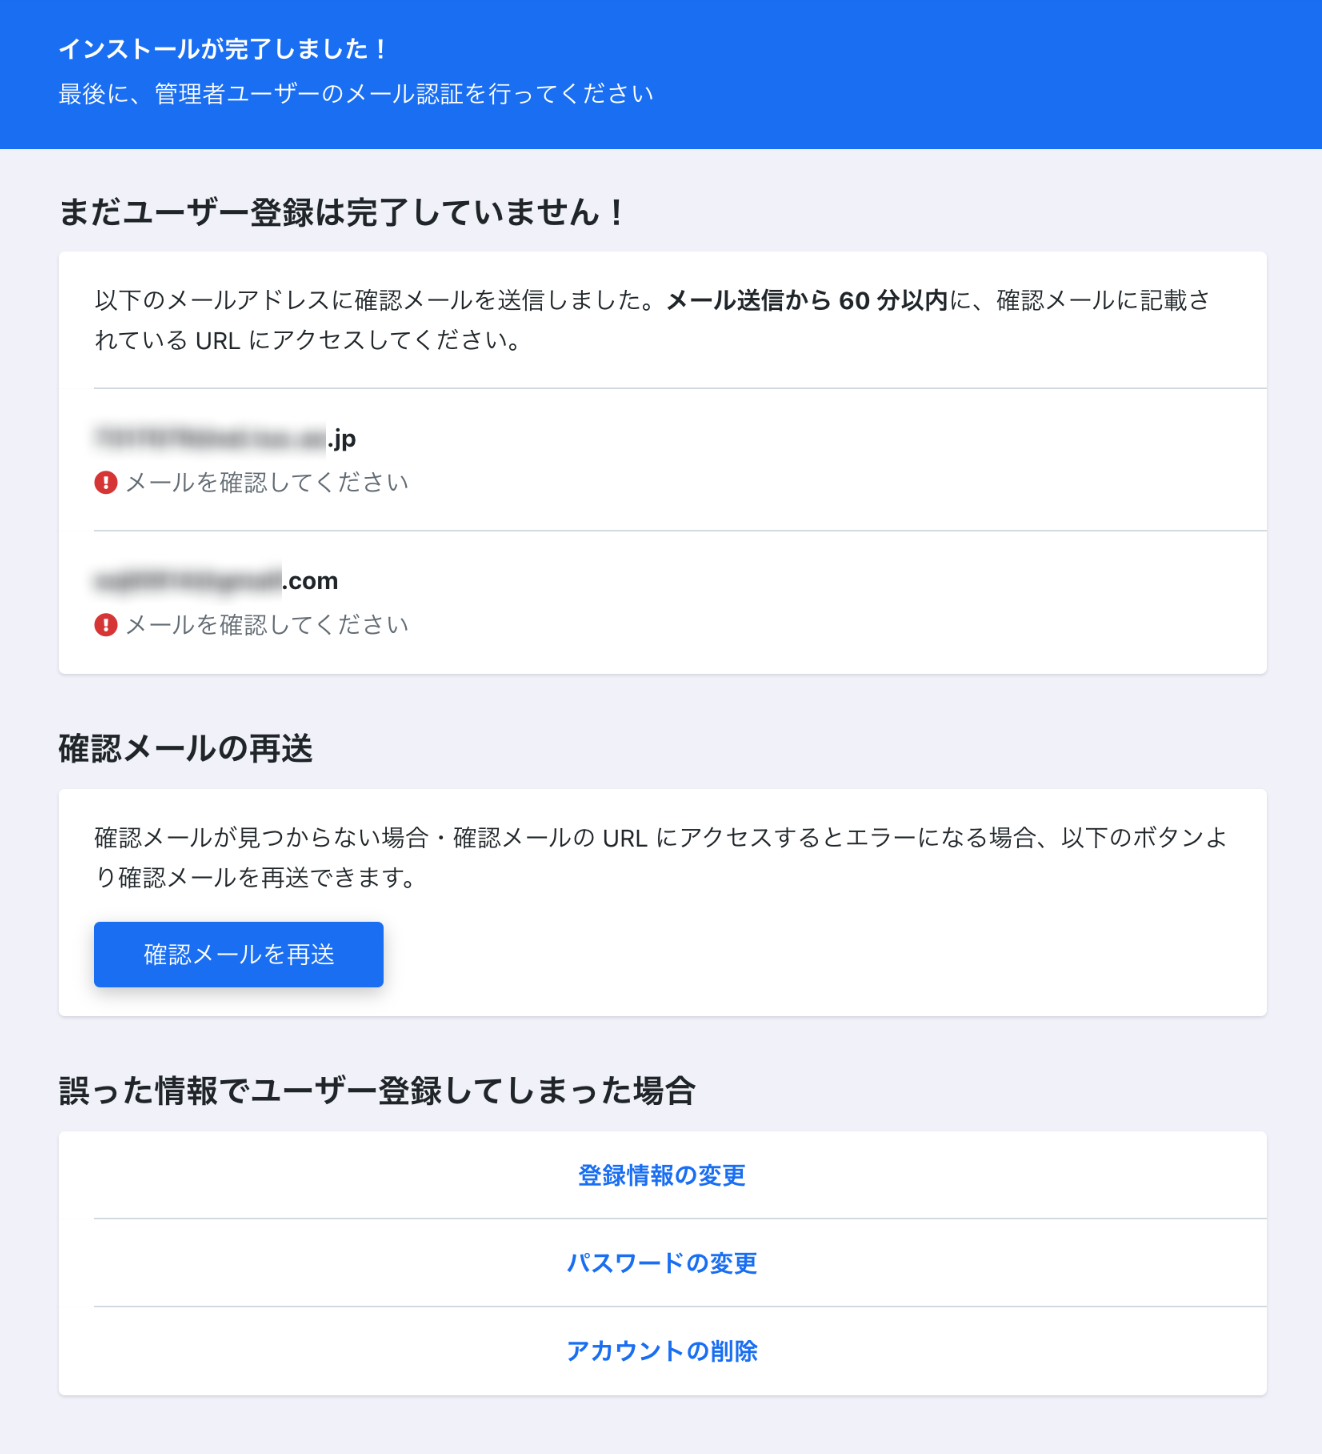 インストールが完了しました！
最後に、管理者ユーザーのメール認証を行ってください
まだユーザー登録は完了していません！
以下のメールアドレスに確認メールを送信しました。メール送信から 60 分以内に、確認メールに記載さ
れている URL にアクセスしてください。
.jp
メールを確認してください
.com
メールを確認してください
確認メールの再送
確認メールが見つからない場合・確認メールの URL にアクセスするとエラーになる場合、以下のボタンよ
り確認メールを再送できます。
確認メールを再送
誤った情報でユーザー登録してしまった場合
登録情報の変更
パスワードの変更
アカウントの削除